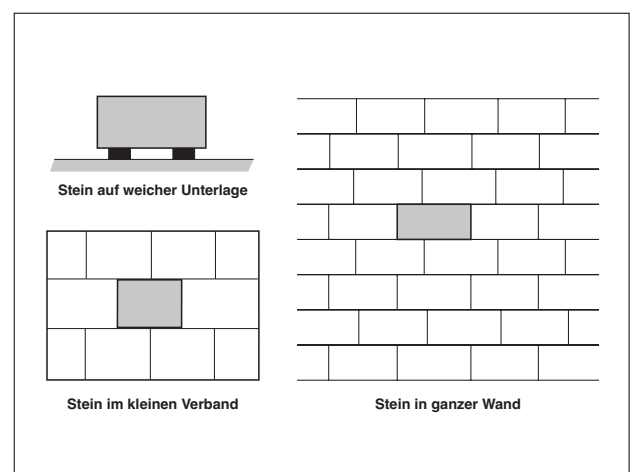 Stein auf weicher Unterlage
Stein im kleinen Verband
Stein in ganzer Wand